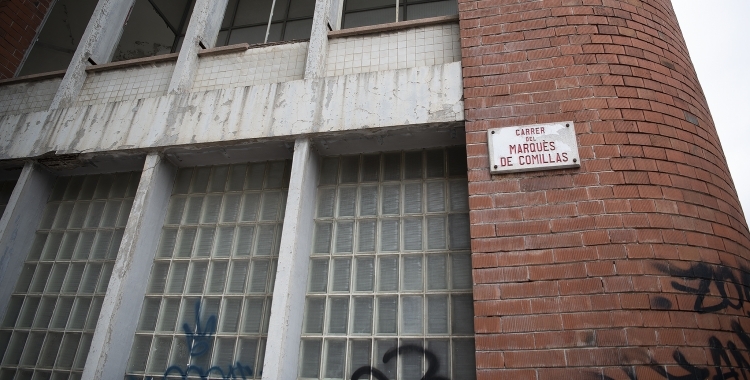 CARRER
DEL
MARQUÈS
DE COMILLAS